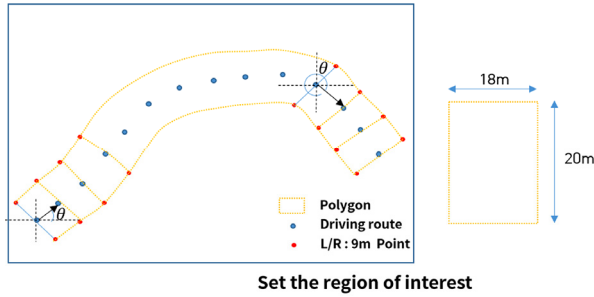 θ
18m
20m
θ
Polygon
Driving route
L/R : 9m Point
Set the region of interest